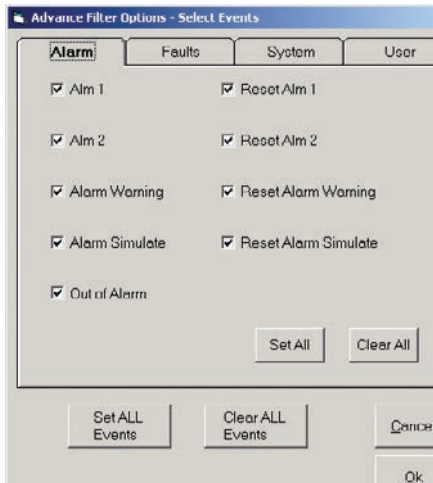 Advance Filter Options - Select Events
Alarm Faults System User
Alm 1 Reset Alm 1
Alm 2 Reset Alm 2
Alarm Warning Reset Alarm Warning
Alarm Simulate Reset Alarm Simulate
Out of Alarm
Set All Clear All
Set ALL
Events
Clear ALL
Events
Cance
Ok